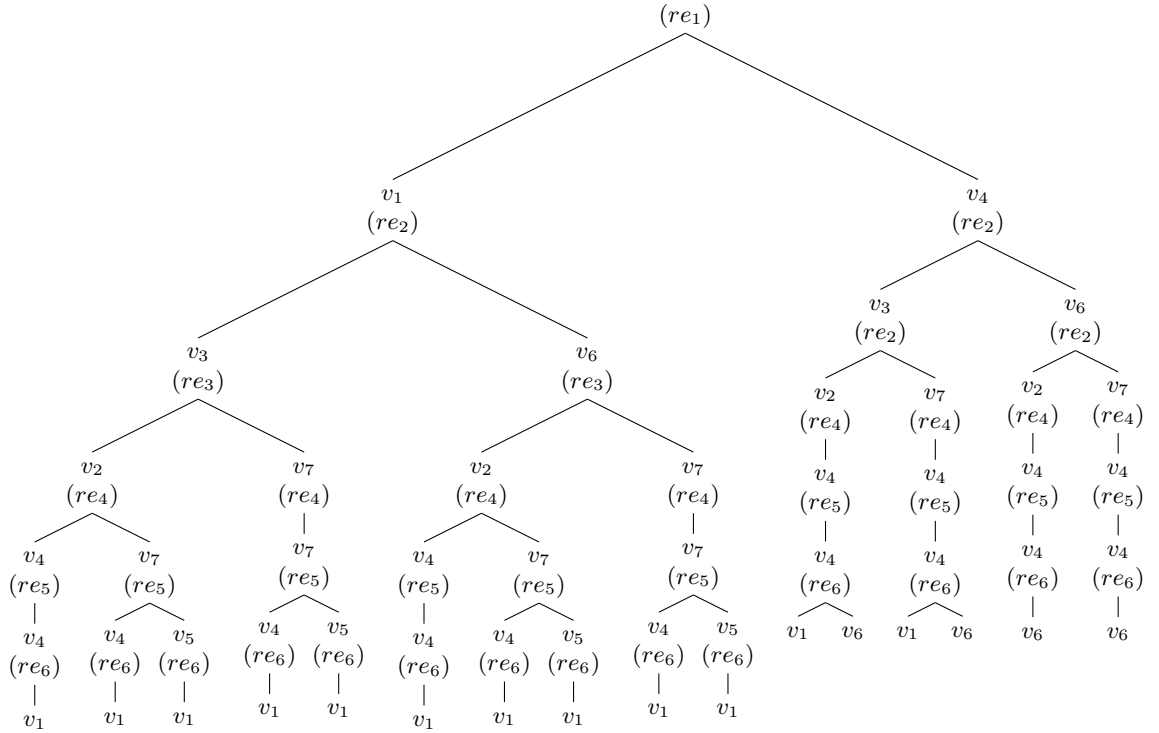 (re₁)
v₁ v₄
(re₂) (re₂)
v₃ v₆
(re₂) (re₂)
v₃ v₆
(re₃) (re₃)
v₂ v₇ v₂ v₇
(re₄) (re₄) (re₄) (re₄)
v₂ v₇ v₂ v₇
(re₄) (re₄) (re₄) (re₄)
v₄ v₄ v₄ v₄
(re₅) (re₅) (re₅) (re₅)
v₄ v₇ v₇ v₄ v₇ v₇ v₄ v₄ v₄ v₄
(re₅) (re₅) (re₅) (re₅) (re₅) (re₅) (re₆) (re₆) (re₆) (re₆)
v₄ v₄ v₅ v₄ v₅ v₄ v₄ v₅ v₄ v₅ v₁ v₆ v₁ v₆ v₆ v₆
(re₆) (re₆) (re₆) (re₆) (re₆) (re₆) (re₆) (re₆) (re₆) (re₆)
v₁ v₁ v₁ v₁ v₁ v₁ v₁ v₁ v₁ v₁